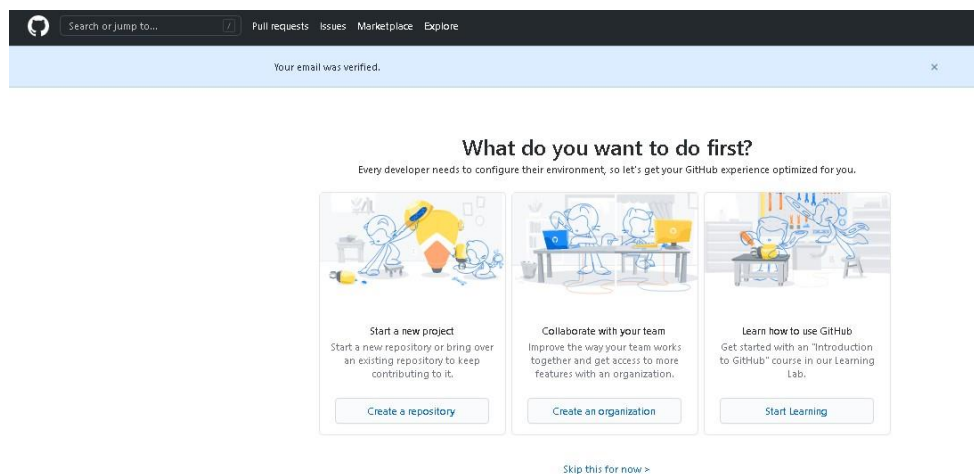 Search or jump to... /
Pull requests Issues Marketplace Explore
Your email was verified. ×
What do you want to do first?
Every developer needs to configure their environment, so let's get your GitHub experience optimized for you.
Start a new project
Start a new repository or bring over
an existing repository to keep
contributing to it.
Create a repository
Collaborate with your team
Improve the way your team works
together and get access to more
features with an organization.
Create an organization
Learn how to use GitHub
Get started with an "Introduction
to GitHub" course in our Learning
Lab.
Start Learning
Skip this for now >